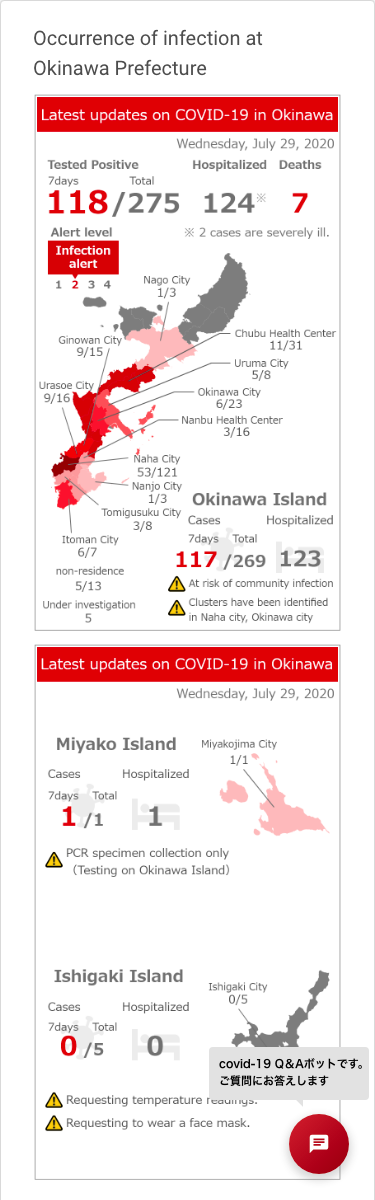 Occurrence of infection at
Okinawa Prefecture
Latest updates on COVID-19 in Okinawa
Wednesday, July 29, 2020
Tested Positive Hospitalized Deaths
7days Total
118/275 124※ 7
Alert level ※ 2 cases are severely ill.
Infection
alert
1 2 3 4
Nago City
1/3
Ginowan City
9/15
Chubu Health Center
11/31
Uruma City
5/8
Urasoe City
9/16
Okinawa City
6/23
Nanbu Health Center
3/16
Naha City
53/121
Nanjo City
1/3
Tomigusuku City
3/8
Itoman City
6/7
non-residence
5/13
Under investigation
5
Okinawa Island
Cases Hospitalized
7days Total
117/269 123
At risk of community infection
Clusters have been identified
in Naha city, Okinawa city
Latest updates on COVID-19 in Okinawa
Wednesday, July 29, 2020
Miyako Island
Miyakojima City
1/1
Cases Hospitalized
7days Total
1/1 1
PCR specimen collection only
（Testing on Okinawa Island）
Ishigaki Island
Ishigaki City
0/5
Cases Hospitalized
7days Total
0/5 0
covid-19 Q&Aボットです。
ご質問にお答えします
Requesting temperature readings.
Requesting to wear a face mask.